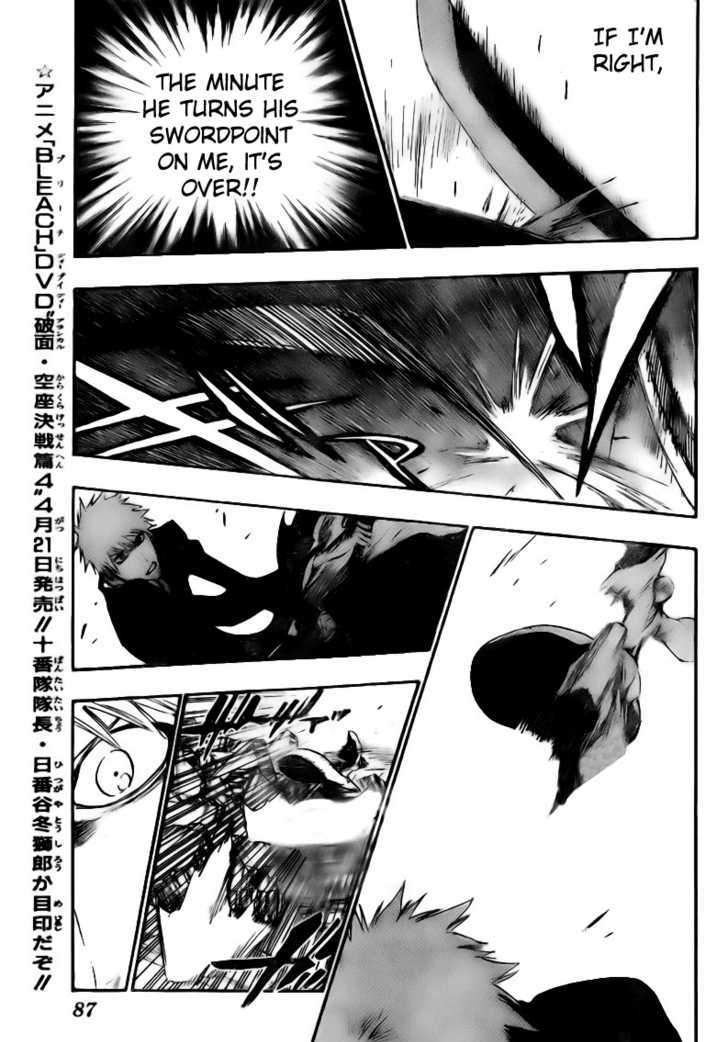 IF I'M
RIGHT,
THE MINUTE
HE TURNS HIS
SWORDPOINT
ON ME, IT'S
OVER!!
☆アニメ「BLEACH」DVD“破面・空座決戦篇4”4月21日発売!!十番隊隊長・日番谷冬獅郎が目印だぞ!!
87